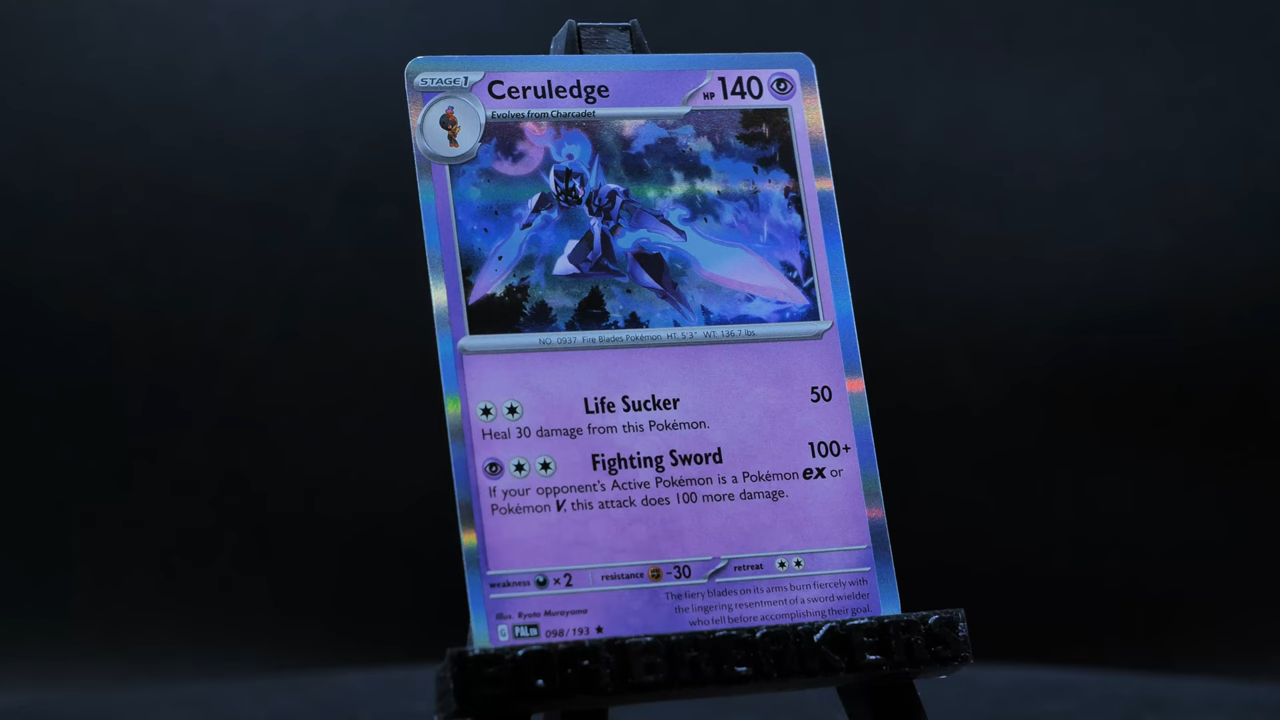 STAGE1
Ceruledge
HP 140
Evolves from Charcadet
NO. 0937 Fire Blades Pokémon HT: 5'3" WT: 136.7 lbs.
Life Sucker 50
Heal 30 damage from this Pokémon.
Fighting Sword 100+
If your opponent's Active Pokémon is a Pokémon ex or
Pokémon V, this attack does 100 more damage.
weakness ×2 resistance -30 retreat
Illus. Ryota Murayama
The fiery blades on its arms burn fiercely with
the lingering resentment of a sword wielder
who fell before accomplishing their goal.
G PAL EN 098/193